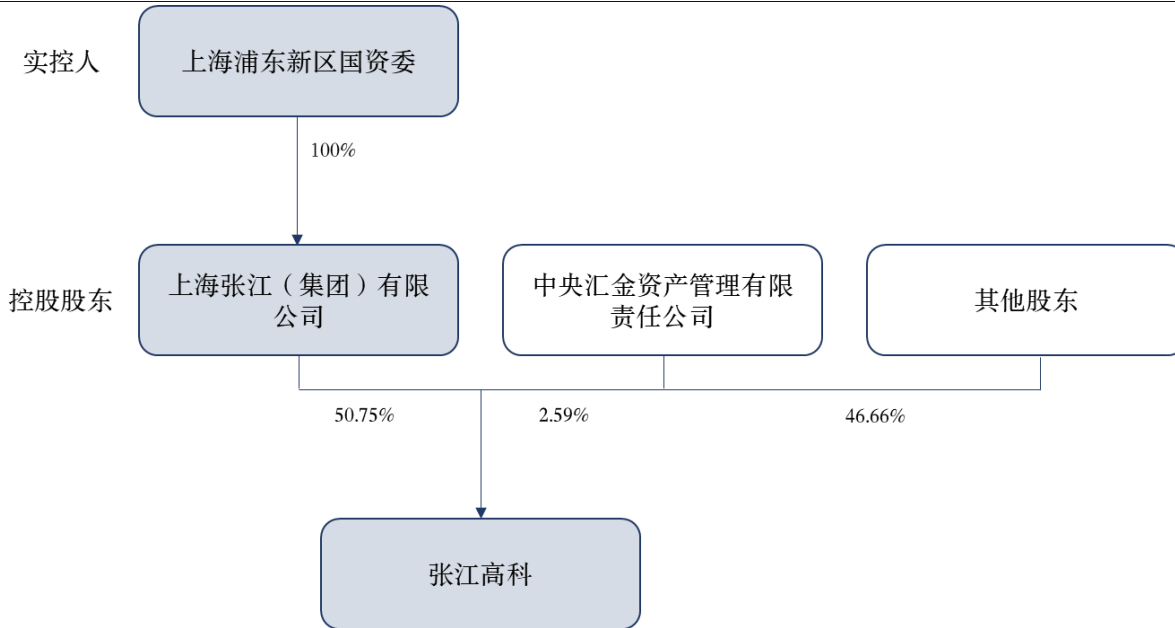 实控人
上海浦东新区国资委
100%
控股股东
上海张江（集团）有限
公司
中央汇金资产管理有限
责任公司
其他股东
50.75%
2.59%
46.66%
张江高科